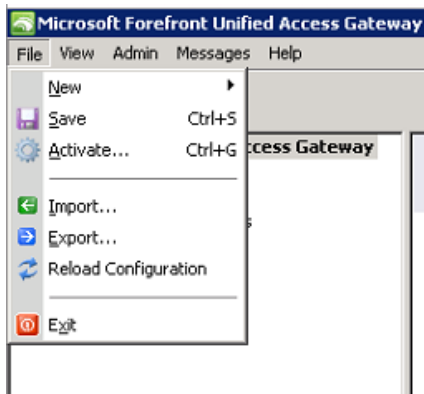 Microsoft Forefront Unified Access Gateway
File View Admin Messages Help
New
Save Ctrl+S
Activate... Ctrl+G
ccess Gateway
Import...
Export...
Reload Configuration
Exit